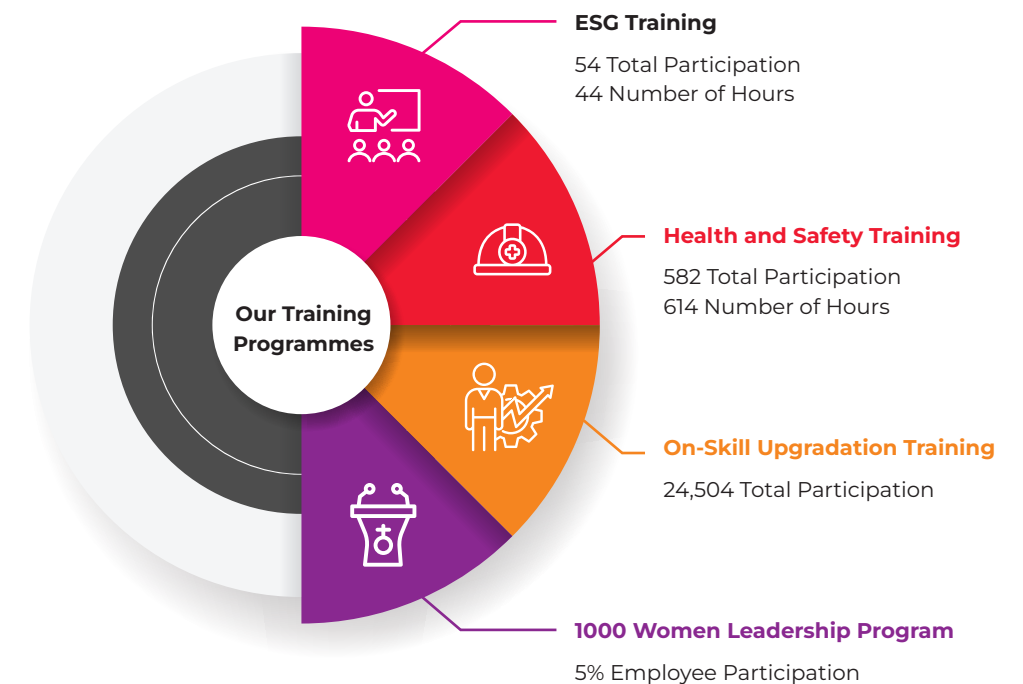 ESG Training
54 Total Participation
44 Number of Hours
Health and Safety Training
582 Total Participation
614 Number of Hours
Our Training
Programmes
On-Skill Upgradation Training
24,504 Total Participation
1000 Women Leadership Program
5% Employee Participation